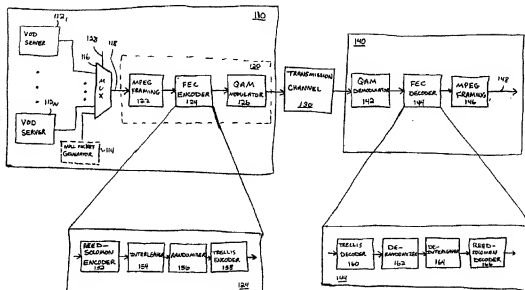 110
112₁
VOD
SERVER
128
116
118
MUX
112N
VOD
SERVER
NULL PACKET
GENERATOR
114
120
MPEG
FRAMING
122
FEC
ENCODER
124
QAM
MODULATOR
126
TRANSMISSION
CHANNEL
130
140
QAM
DEMODULATOR
142
FEC
DECODER
144
MPEG
FRAMING
146
148
REED-
SOLOMON
ENCODER
152
INTERLEAVER
154
RANDOMIZER
156
TRELLIS
ENCODER
158
124
TRELLIS
DECODER
160
DE-
RANDOMIZER
162
DE-
INTERLEAVER
164
REED-
SOLOMON
DECODER
166
144